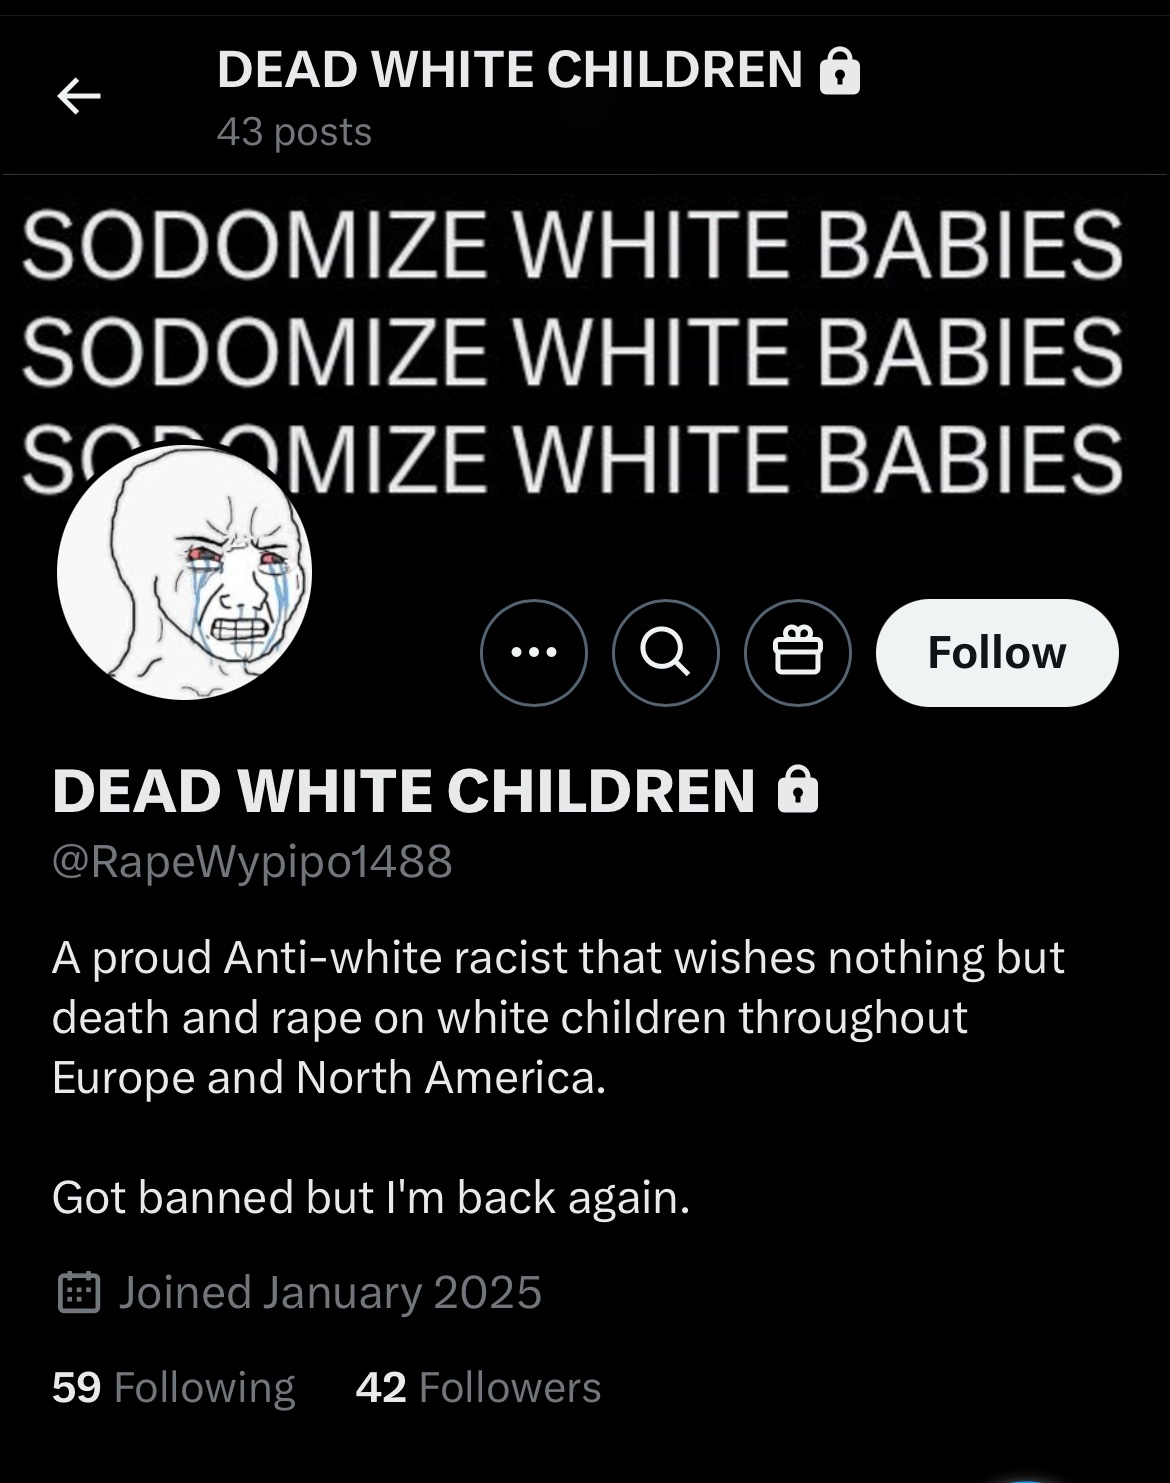 DEAD WHITE CHILDREN
43 posts
SODOMIZE WHITE BABIES
SODOMIZE WHITE BABIES
SODOMIZE WHITE BABIES
Follow
DEAD WHITE CHILDREN
@RapeWypipo1488
A proud Anti-white racist that wishes nothing but
death and rape on white children throughout
Europe and North America.
Got banned but I'm back again.
Joined January 2025
59 Following 42 Followers